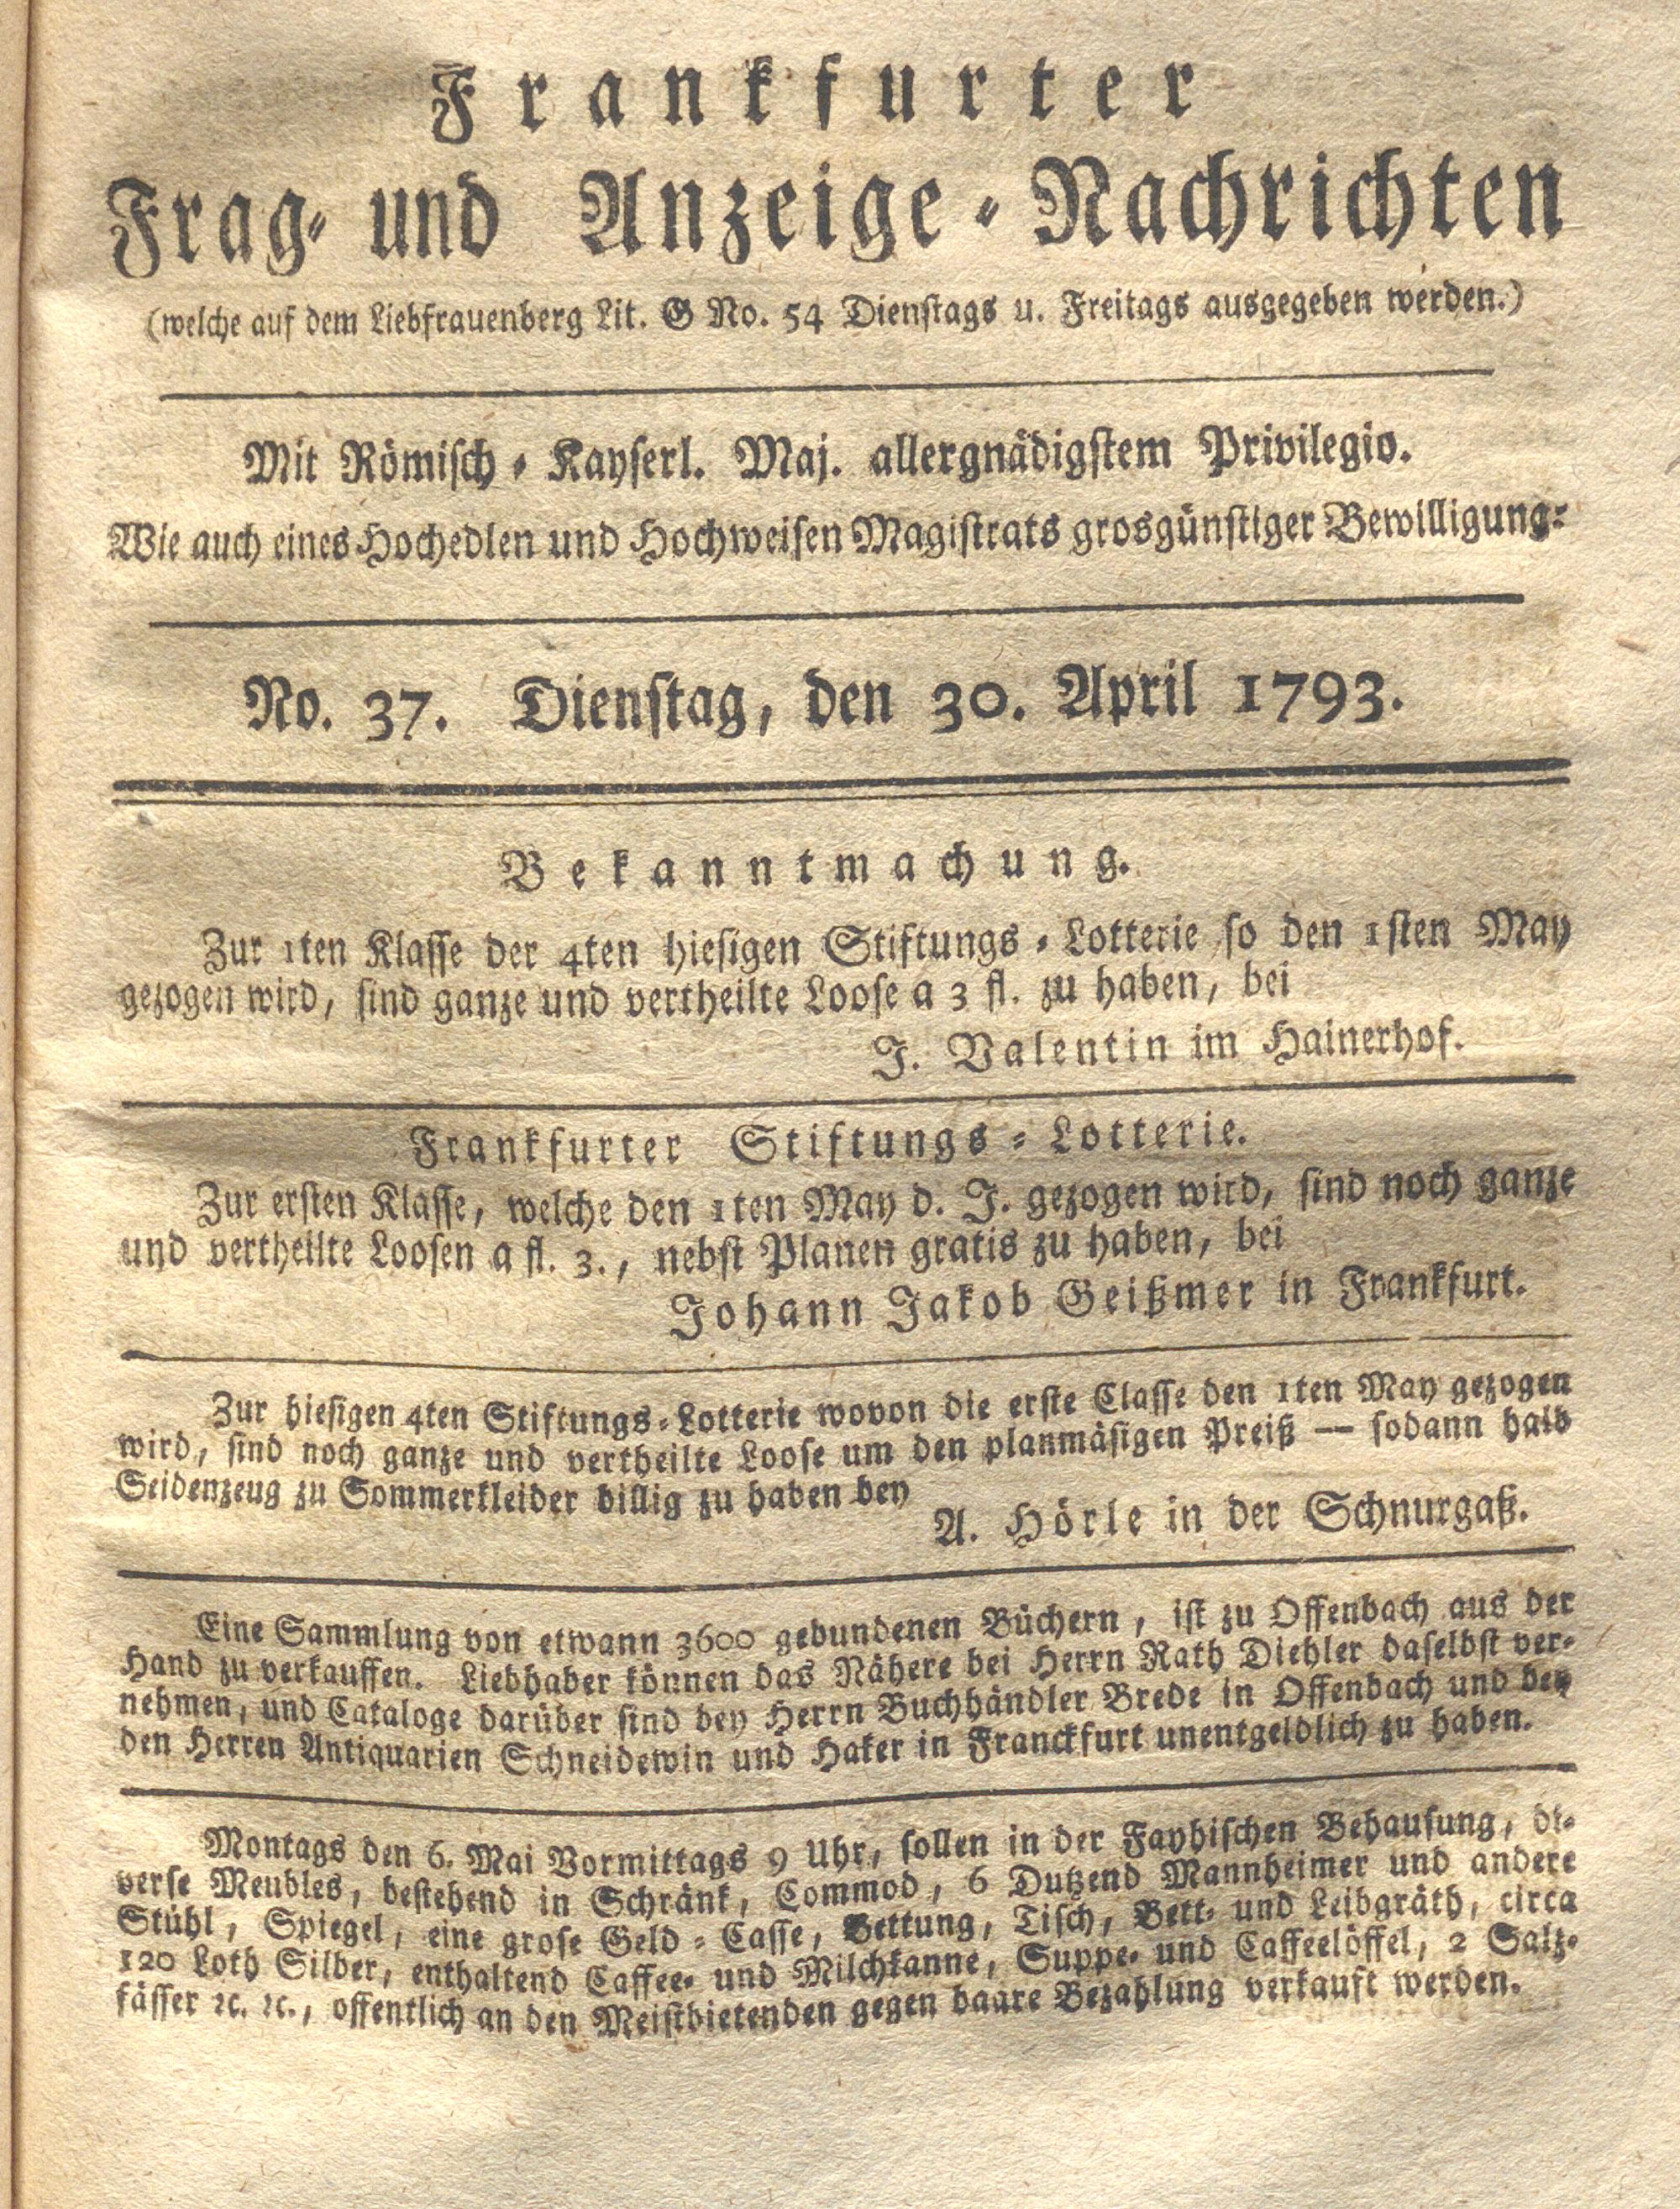 Frankfurter
Frag- und Anzeige-Nachrichten
(welche auf dem Liebfrauenberg Lit. G No. 54 Dienstags u. Freitags ausgegeben werden.)
Mit Römisch-Kayserl. Maj. allergnädigstem Privilegio.
Wie auch eines Hochedlen und Hochweisen Magistrats grosgünstiger Bewilligung:
No. 37. Dienstag, den 30. April 1793.
Bekanntmachung.
Zur 1ten Klasse der 4ten hiesigen Stiftungs-Lotterie so den 1sten May
gezogen wird, sind ganze und vertheilte Loose a 3 fl. zu haben, bei
J. Valentin im Hainerhof.
Frankfurter Stiftungs-Lotterie.
Zur ersten Klasse, welche den 1ten May d. J. gezogen wird, sind noch ganze
und vertheilte Loosen a fl. 3., nebst Planen gratis zu haben, bei
Johann Jakob Geißmer in Frankfurt.
Zur hiesigen 4ten Stiftungs-Lotterie wovon die erste Classe den 1ten May gezogen
wird, sind noch ganze und vertheilte Loose um den planmäsigen Preiß — sodann halb
Seidenzeug zu Sommerkleider billig zu haben bey
A. Hörle in der Schnurgaß.
Eine Sammlung von etwann 3600 gebundenen Büchern, ist zu Offenbach aus der
Hand zu verkauffen. Liebhaber können das Nähere bei Herrn Rath Diehler daselbst ver-
nehmen, und Cataloge darüber sind bey Herrn Buchhändler Brede in Offenbach und bey
den Herren Antiquarien Schneidewin und Haker in Franckfurt unentgeldlich zu haben.
Montags den 6. Mai Vormittags 9 Uhr, sollen in der Fayhischen Behausung, di-
verse Meubles, bestehend in Schränk, Commod, 6 Dutzend Mannheimer und andere
Stühl, Spiegel, eine grose Geld-Casse, Bettung, Tisch, Bett- und Leibgräth, circa
120 Loth Silber, enthaltend Caffee- und Milchkanne, Suppe- und Caffeelöffel, 2 Salz-
fässer ꝛc. ꝛc., offentlich an den Meistbietenden gegen baare Bezahlung verkauft werden.